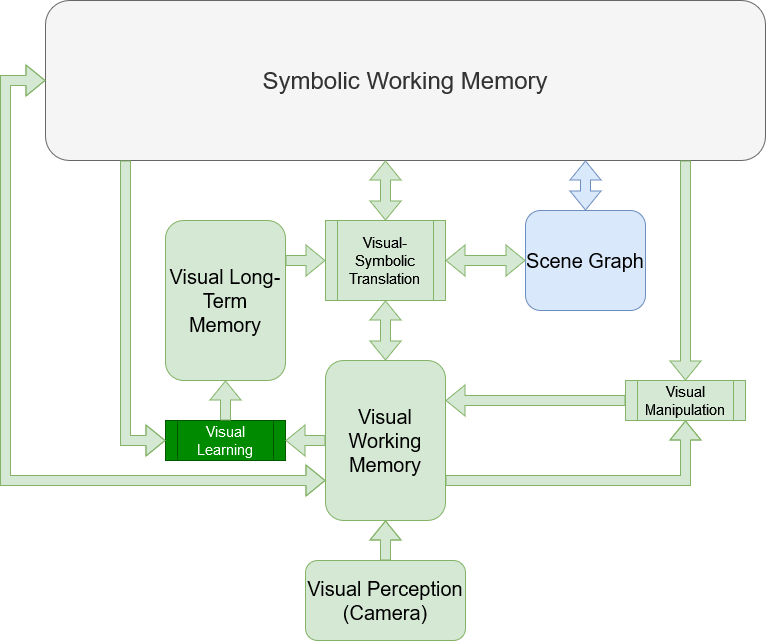 Symbolic Working Memory
Visual-
Symbolic
Translation
Visual Long-
Term
Memory
Scene Graph
Visual
Manipulation
Visual
Learning
Visual
Working
Memory
Visual Perception
(Camera)